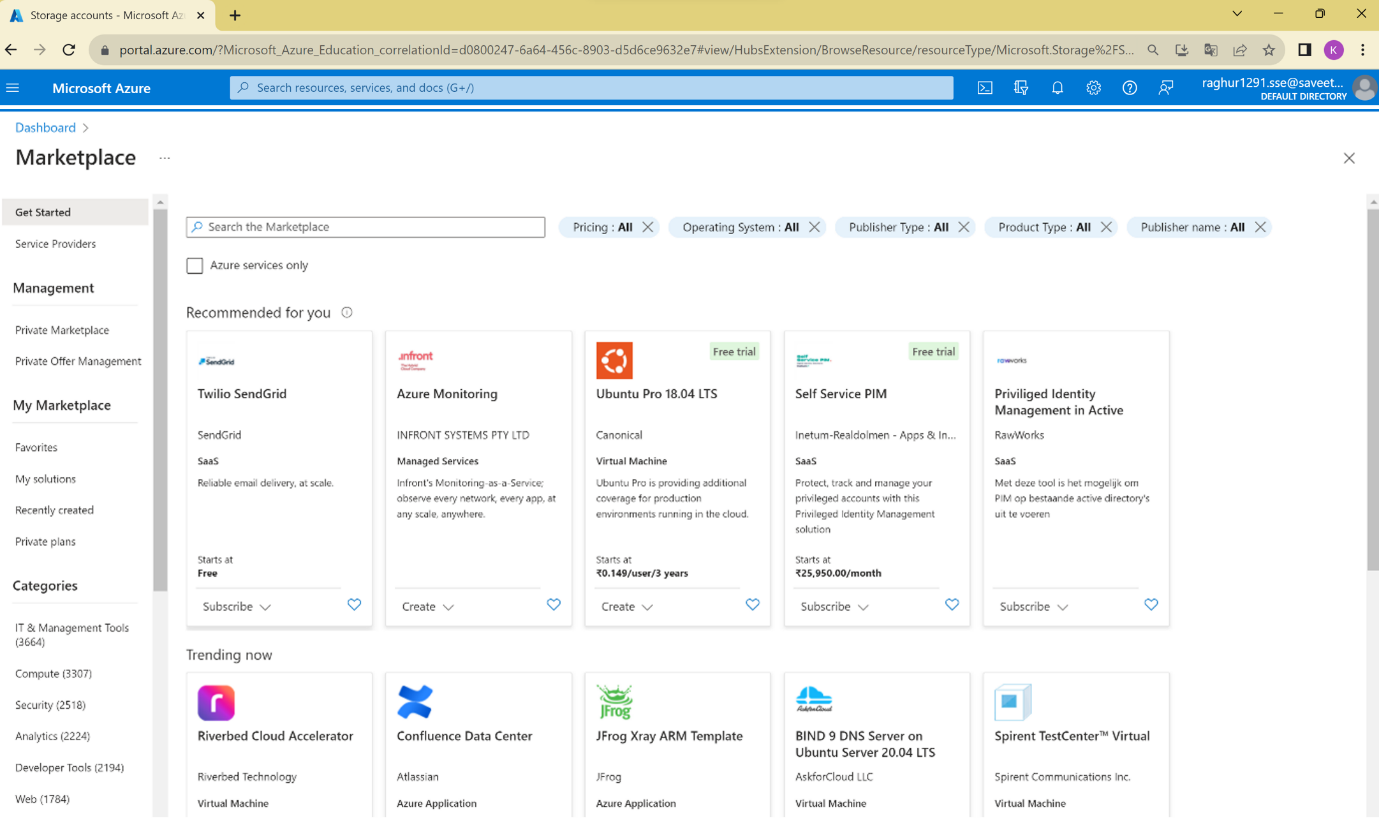 Storage accounts - Microsoft Az
portal.azure.com/?Microsoft_Azure_Education_correlationId=d0800247-6a64-456c-8903-d5d6ce9632e7#view/HubsExtension/BrowseResource/resourceType/Microsoft.Storage%2FS...
K
Microsoft Azure
Search resources, services, and docs (G+/)
raghur1291.sse@saveet...
DEFAULT DIRECTORY
Dashboard
Marketplace
...
Get Started
Service Providers
Management
Private Marketplace
Private Offer Management
My Marketplace
Favorites
My solutions
Recently created
Private plans
Categories
IT & Management Tools
(3664)
Compute (3307)
Security (2518)
Analytics (2224)
Developer Tools (2194)
Web (1784)
Search the Marketplace
Pricing : All
Operating System : All
Publisher Type : All
Product Type : All
Publisher name : All
Azure services only
Recommended for you
SendGrid
Twilio SendGrid
SendGrid
SaaS
Reliable email delivery, at scale.
Starts at
Free
Subscribe
infront
Azure Monitoring
INFRONT SYSTEMS PTY LTD
Managed Services
Infront's Monitoring-as-a-Service;
observe every network, every app, at
any scale, anywhere.
Create
Free trial
Ubuntu Pro 18.04 LTS
Canonical
Virtual Machine
Ubuntu Pro is providing additional
coverage for production
environments running in the cloud.
Starts at
₹0.149/user/3 years
Create
Self
Service PIM.
Free trial
Self Service PIM
Inetum-Realdolmen - Apps & In...
SaaS
Protect, track and manage your
privileged accounts with this
Privileged Identity Management
solution
Starts at
₹25,950.00/month
Subscribe
rawworks
Priviliged Identity
Management in Active
RawWorks
SaaS
Met deze tool is het mogelijk om
PIM op bestaande active directory's
uit te voeren
Subscribe
Trending now
r
Riverbed Cloud Accelerator
Riverbed Technology
Virtual Machine
Confluence Data Center
Atlassian
Azure Application
JFrog
JFrog Xray ARM Template
JFrog
Azure Application
AskforCloud
BIND 9 DNS Server on
Ubuntu Server 20.04 LTS
AskforCloud LLC
Virtual Machine
Spirent TestCenter™ Virtual
Spirent Communications Inc.
Virtual Machine